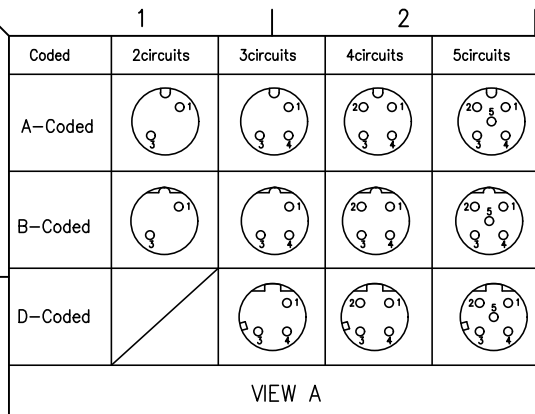 1 2
Coded 2circuits 3circuits 4circuits 5circuits
A-Coded 1 3 1 3 4 2 1 3 4 2 5 1 3 4
B-Coded 1 3 1 3 4 2 1 3 4 2 5 1 3 4
D-Coded 1 3 4 2 1 3 4 2 5 1 3 4
VIEW A